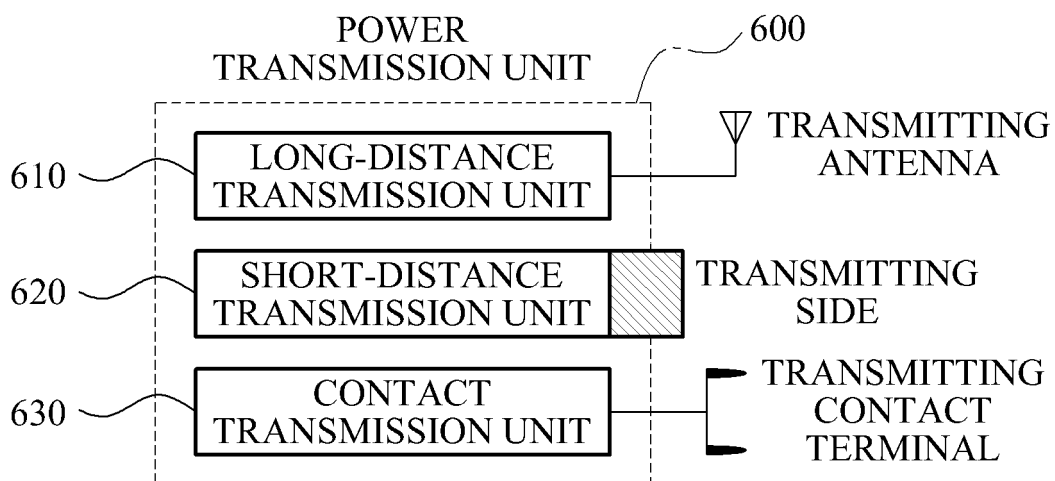 POWER
TRANSMISSION UNIT
600
610
LONG-DISTANCE
TRANSMISSION UNIT
TRANSMITTING
ANTENNA
620
SHORT-DISTANCE
TRANSMISSION UNIT
TRANSMITTING
SIDE
630
CONTACT
TRANSMISSION UNIT
TRANSMITTING
CONTACT
TERMINAL